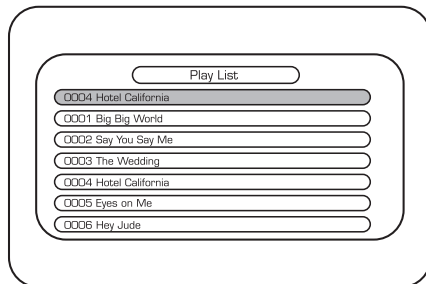 Play List
0004 Hotel California
0001 Big Big World
0002 Say You Say Me
0003 The Wedding
0004 Hotel California
0005 Eyes on Me
0006 Hey Jude